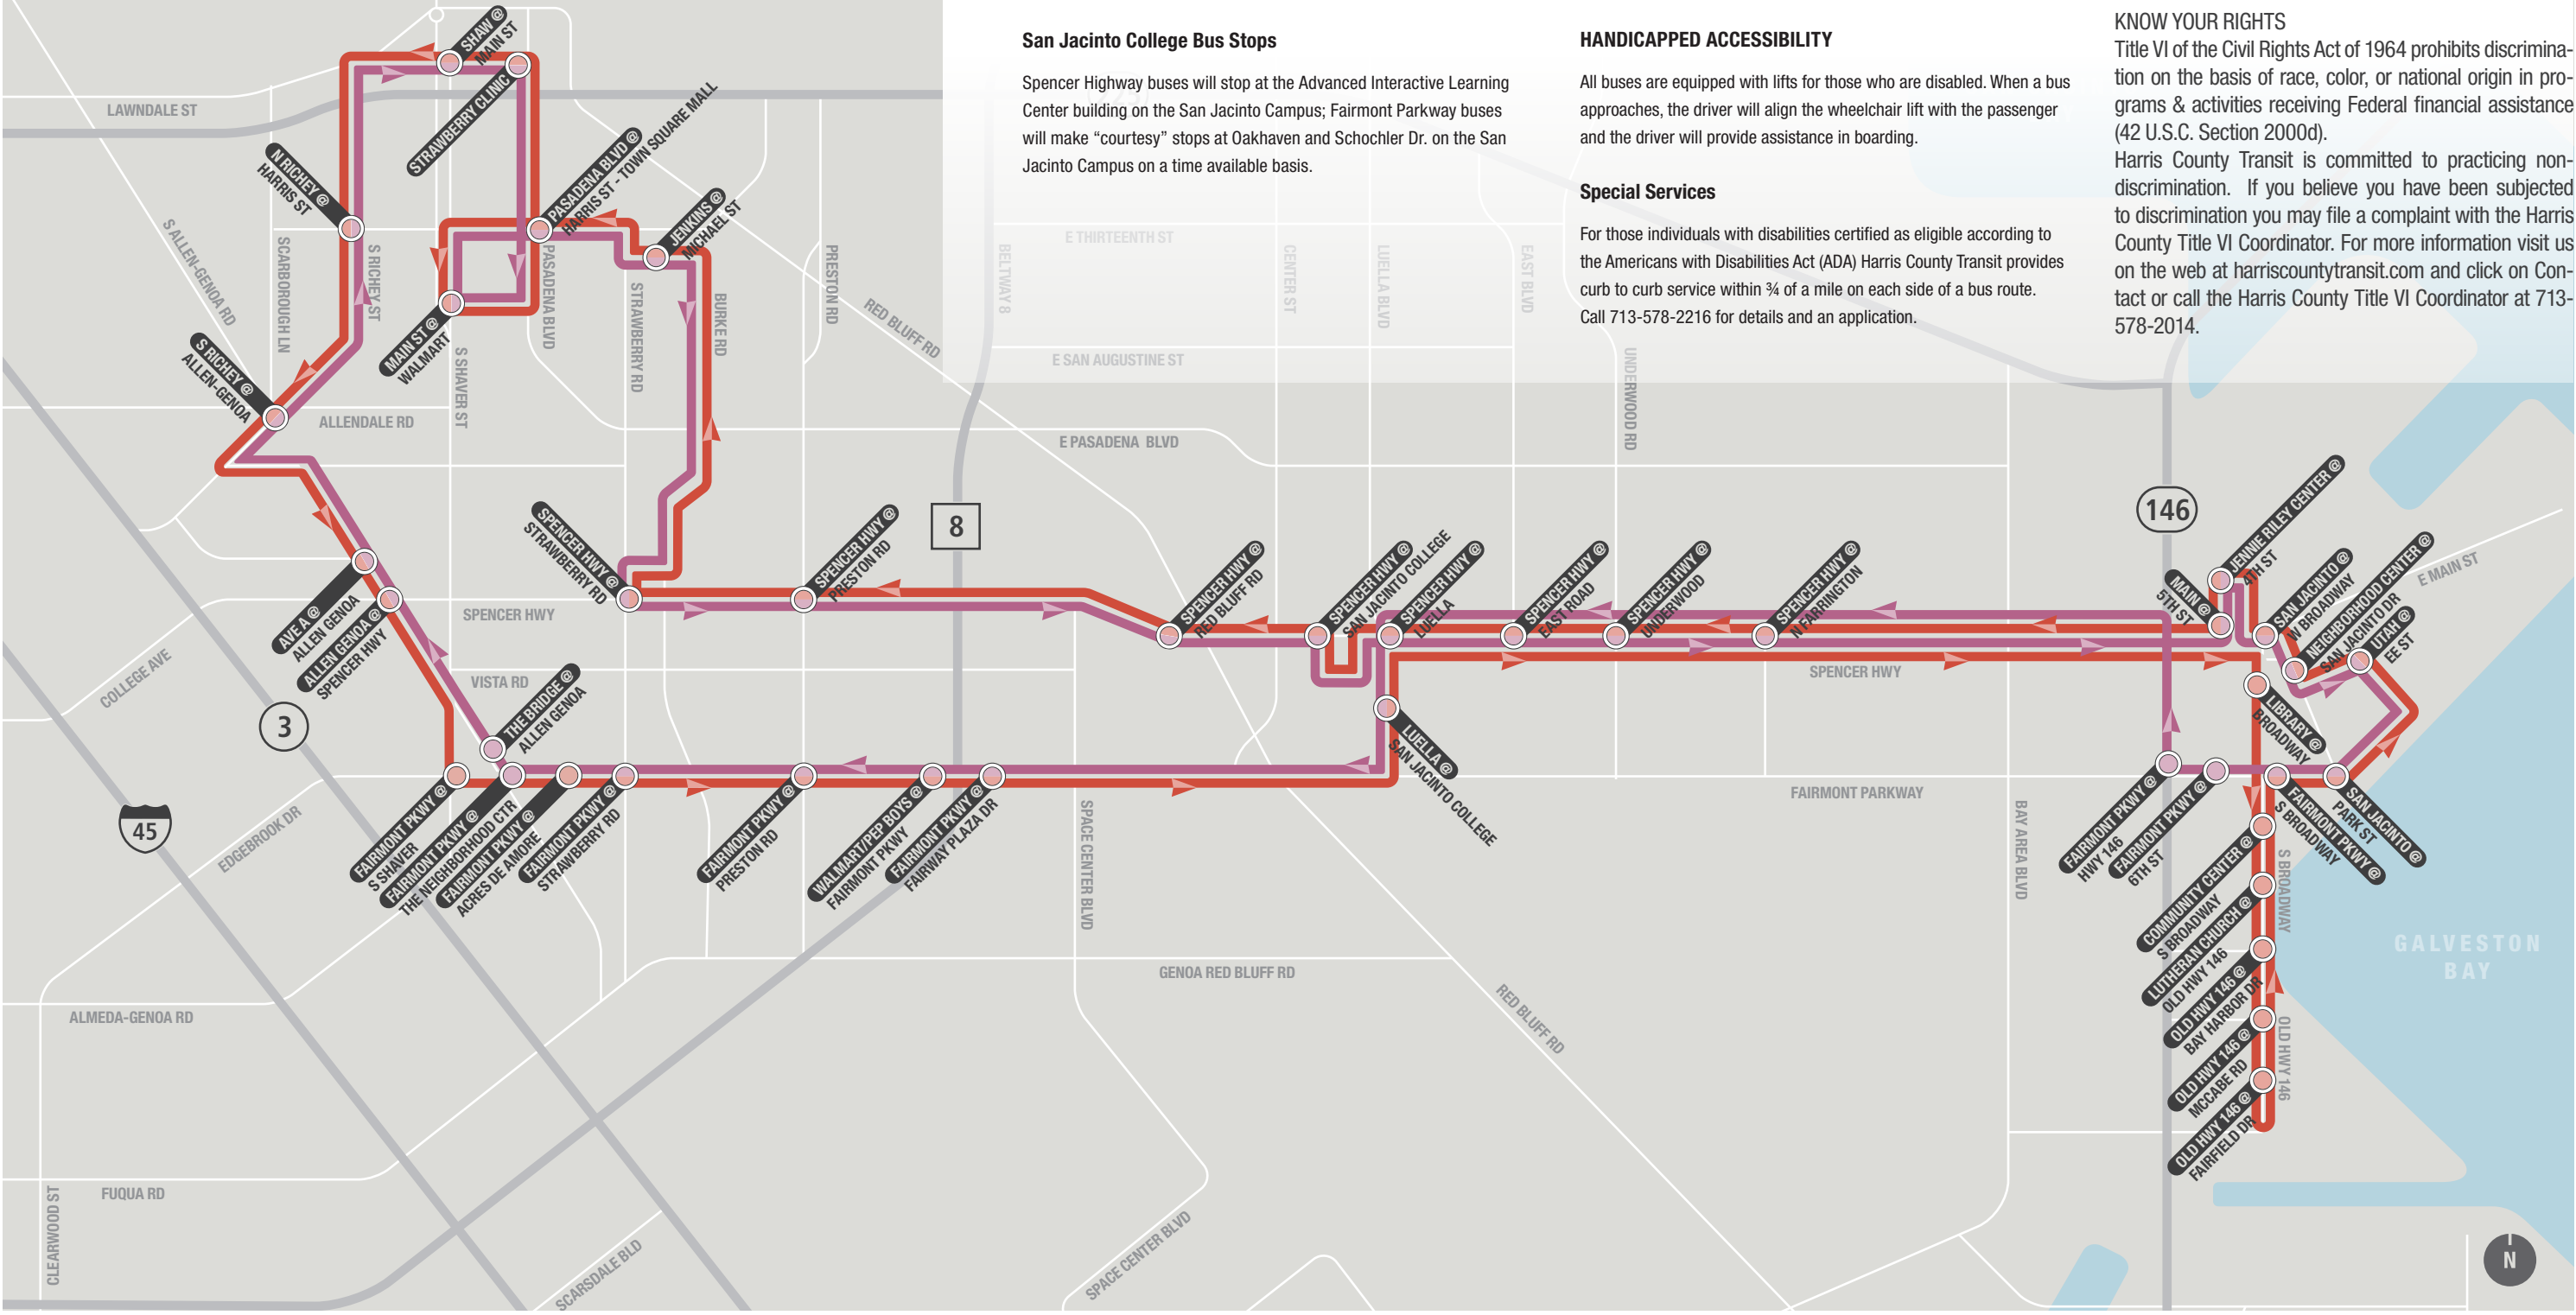 San Jacinto College Bus Stops
Spencer Highway buses will stop at the Advanced Interactive Learning
Center building on the San Jacinto Campus; Fairmont Parkway buses
will make “courtesy” stops at Oakhaven and Schochler Dr. on the San
Jacinto Campus on a time available basis.
HANDICAPPED ACCESSIBILITY
All buses are equipped with lifts for those who are disabled. When a bus
approaches, the driver will align the wheelchair lift with the passenger
and the driver will provide assistance in boarding.
Special Services
For those individuals with disabilities certified as eligible according to
the Americans with Disabilities Act (ADA) Harris County Transit provides
curb to curb service within ¾ of a mile on each side of a bus route.
Call 713-578-2216 for details and an application.
KNOW YOUR RIGHTS
Title VI of the Civil Rights Act of 1964 prohibits discrimina-
tion on the basis of race, color, or national origin in pro-
grams & activities receiving Federal financial assistance
(42 U.S.C. Section 2000d).
Harris County Transit is committed to practicing non-
discrimination. If you believe you have been subjected
to discrimination you may file a complaint with the Harris
County Title VI Coordinator. For more information visit us
on the web at harriscountytransit.com and click on Con-
tact or call the Harris County Title VI Coordinator at 713-
578-2014.
SHAW @
MAIN ST
STRAWBERRY CLINIC
LAWNDALE ST
N RICHEY @
HARRIS ST
PASADENA BLVD @
HARRIS ST - TOWN SQUARE MALL
JENKINS @
MICHAEL ST
S ALLEN-GENOA RD
SCARBOROUGH LN
S RICHEY ST
PASADENA BLVD
STRAWBERRY RD
BURKE RD
PRESTON RD
RED BLUFF RD
BELTWAY 8
E THIRTEENTH ST
CENTER ST
LUELLA BLVD
EAST BLVD
E SAN AUGUSTINE ST
UNDERWOOD RD
MAIN ST @
WALMART
S SHAVER ST
S RICHEY @
ALLEN-GENOA
ALLENDALE RD
E PASADENA BLVD
8
146
SPENCER HWY @
STRAWBERRY RD
SPENCER HWY @
PRESTON RD
SPENCER HWY @
RED BLUFF RD
SPENCER HWY @
SAN JACINTO COLLEGE
SPENCER HWY @
LUELLA
SPENCER HWY @
EAST ROAD
SPENCER HWY @
UNDERWOOD
SPENCER HWY @
N FARRINGTON
JENNIE RILEY CENTER @
4TH ST
MAIN @
5TH ST
SAN JACINTO @
W BROADWAY
NEIGHBORHOOD CENTER @
SAN JACINTO DR
UTAH @
EE ST
E MAIN ST
LIBRARY @
BROADWAY
AVE A @
ALLEN GENOA
ALLEN GENOA @
SPENCER HWY
SPENCER HWY
SPENCER HWY
COLLEGE AVE
VISTA RD
THE BRIDGE @
ALLEN GENOA
3
45
EDGEBROOK DR
LUELLA @
SAN JACINTO COLLEGE
FAIRMONT PKWY @
S SHAVER
FAIRMONT PKWY @
THE NEIGHBORHOOD CTR
FAIRMONT PKWY @
ACRES DE AMORE
FAIRMONT PKWY @
STRAWBERRY RD
FAIRMONT PKWY @
PRESTON RD
WALMART/PEP BOYS @
FAIRMONT PKWY
FAIRMONT PKWY @
FAIRWAY PLAZA DR
SPACE CENTER BLVD
FAIRMONT PARKWAY
BAY AREA BLVD
FAIRMONT PKWY @
HWY 146
FAIRMONT PKWY @
6TH ST
FAIRMONT PKWY @
S BROADWAY
SAN JACINTO @
PARK ST
COMMUNITY CENTER @
S BROADWAY
LUTHERAN CHURCH @
OLD HWY 146
OLD HWY 146 @
BAY HARBOR DR
OLD HWY 146 @
MCCABE RD
OLD HWY 146 @
FAIRFIELD DR
S BROADWAY
OLD HWY 146
GALVESTON
BAY
GENOA RED BLUFF RD
RED BLUFF RD
ALMEDA-GENOA RD
FUQUA RD
CLEARWOOD ST
SCARSDALE BLD
SPACE CENTER BLVD
N